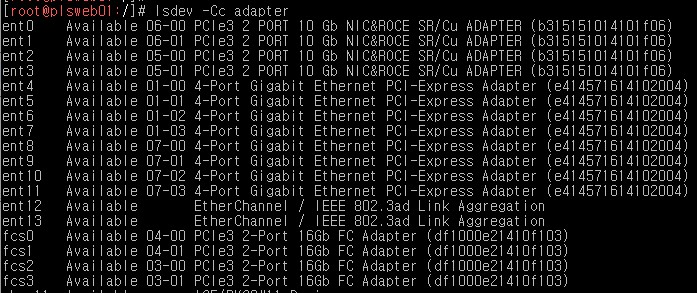 [root@plsweb01:/]# lsdev -Cc adapter
ent0 Available 06-00 PCIe3 2 PORT 10 Gb NIC&ROCE SR/Cu ADAPTER (b315151014101f06)
ent1 Available 06-01 PCIe3 2 PORT 10 Gb NIC&ROCE SR/Cu ADAPTER (b315151014101f06)
ent2 Available 05-00 PCIe3 2 PORT 10 Gb NIC&ROCE SR/Cu ADAPTER (b315151014101f06)
ent3 Available 05-01 PCIe3 2 PORT 10 Gb NIC&ROCE SR/Cu ADAPTER (b315151014101f06)
ent4 Available 01-00 4-Port Gigabit Ethernet PCI-Express Adapter (e414571614102004)
ent5 Available 01-01 4-Port Gigabit Ethernet PCI-Express Adapter (e414571614102004)
ent6 Available 01-02 4-Port Gigabit Ethernet PCI-Express Adapter (e414571614102004)
ent7 Available 01-03 4-Port Gigabit Ethernet PCI-Express Adapter (e414571614102004)
ent8 Available 07-00 4-Port Gigabit Ethernet PCI-Express Adapter (e414571614102004)
ent9 Available 07-01 4-Port Gigabit Ethernet PCI-Express Adapter (e414571614102004)
ent10 Available 07-02 4-Port Gigabit Ethernet PCI-Express Adapter (e414571614102004)
ent11 Available 07-03 4-Port Gigabit Ethernet PCI-Express Adapter (e414571614102004)
ent12 Available EtherChannel / IEEE 802.3ad Link Aggregation
ent13 Available EtherChannel / IEEE 802.3ad Link Aggregation
fcs0 Available 04-00 PCIe3 2-Port 16Gb FC Adapter (df1000e21410f103)
fcs1 Available 04-01 PCIe3 2-Port 16Gb FC Adapter (df1000e21410f103)
fcs2 Available 03-00 PCIe3 2-Port 16Gb FC Adapter (df1000e21410f103)
fcs3 Available 03-01 PCIe3 2-Port 16Gb FC Adapter (df1000e21410f103)